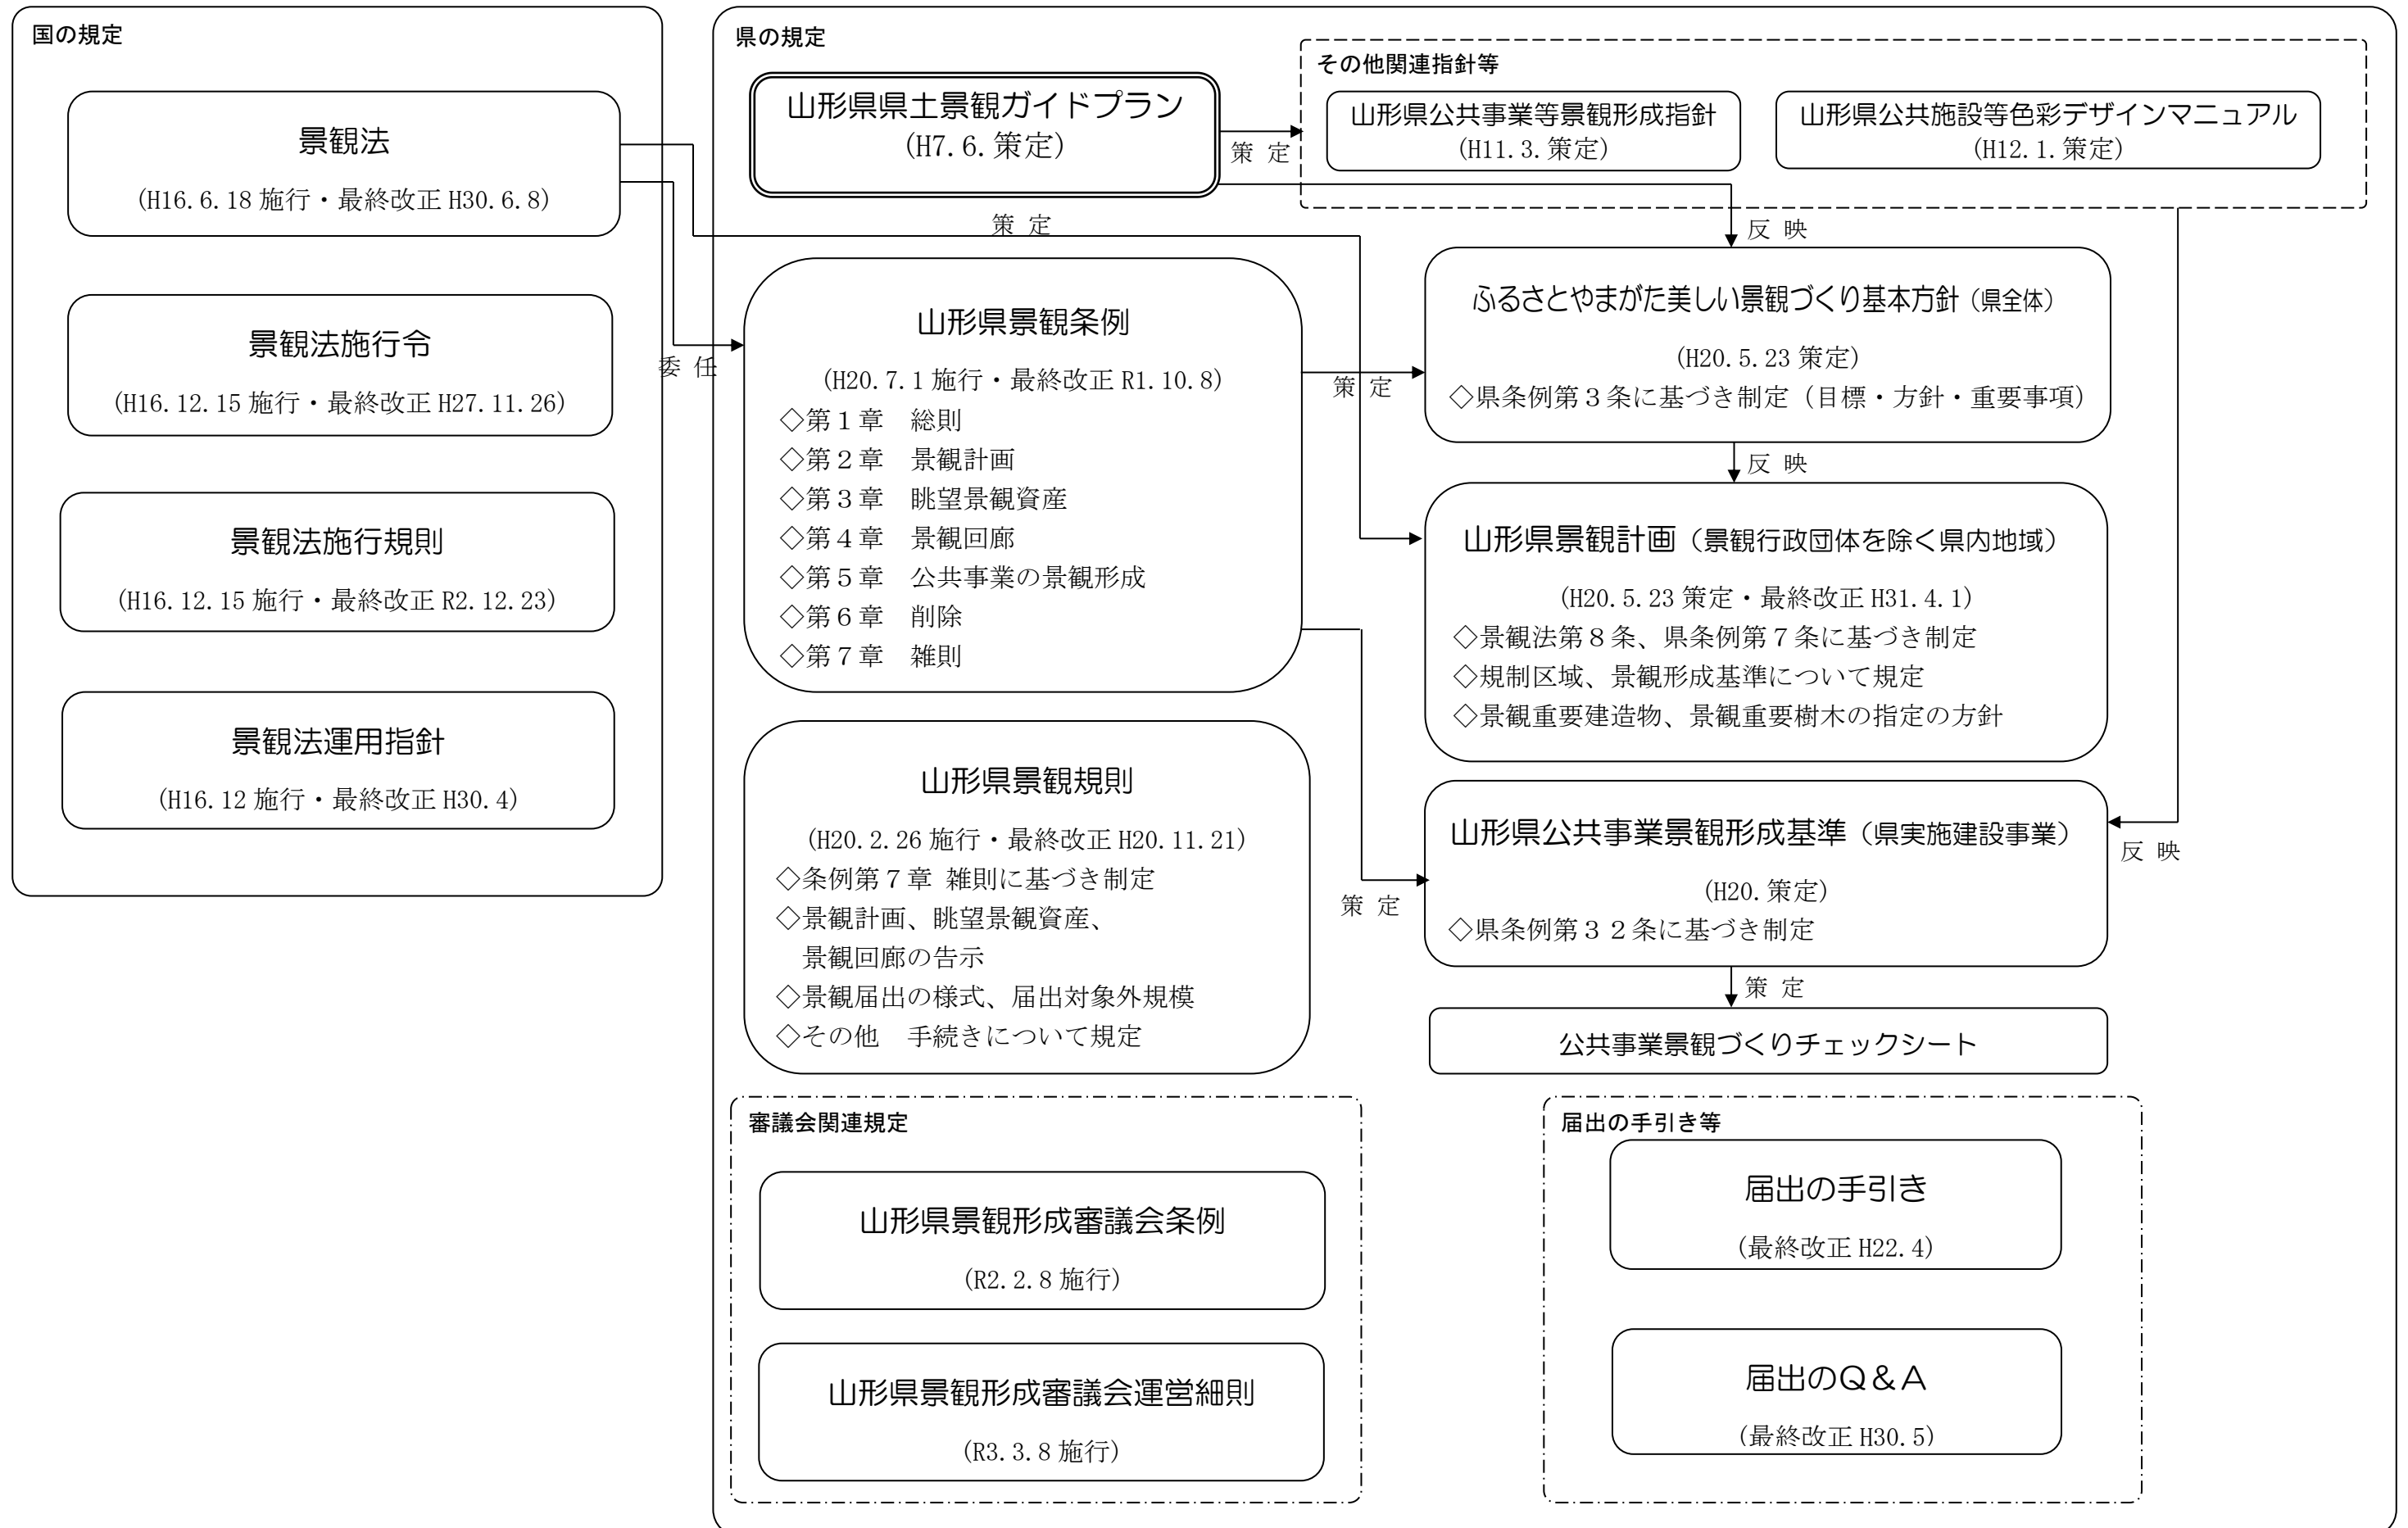 国の規定
景観法
(H16.6.18 施行・最終改正 H30.6.8)
景観法施行令
(H16.12.15 施行・最終改正 H27.11.26)
景観法施行規則
(H16.12.15 施行・最終改正 R2.12.23)
景観法運用指針
(H16.12 施行・最終改正 H30.4)
委 任
県の規定
山形県県土景観ガイドプラン
(H7.6.策定)
策 定
その他関連指針等
山形県公共事業等景観形成指針
(H11.3.策定)
山形県公共施設等色彩デザインマニュアル
(H12.1.策定)
策 定
反 映
山形県景観条例
(H20.7.1 施行・最終改正 R1.10.8)
◇第１章　総則
◇第２章　景観計画
◇第３章　眺望景観資産
◇第４章　景観回廊
◇第５章　公共事業の景観形成
◇第６章　削除
◇第７章　雑則
策 定
ふるさとやまがた美しい景観づくり基本方針（県全体）
(H20.5.23 策定)
◇県条例第３条に基づき制定（目標・方針・重要事項）
反 映
山形県景観計画（景観行政団体を除く県内地域）
(H20.5.23 策定・最終改正 H31.4.1)
◇景観法第８条、県条例第７条に基づき制定
◇規制区域、景観形成基準について規定
◇景観重要建造物、景観重要樹木の指定の方針
山形県景観規則
(H20.2.26 施行・最終改正 H20.11.21)
◇条例第７章 雑則に基づき制定
◇景観計画、眺望景観資産、
景観回廊の告示
◇景観届出の様式、届出対象外規模
◇その他　手続きについて規定
策 定
山形県公共事業景観形成基準（県実施建設事業）
(H20.策定)
◇県条例第３２条に基づき制定
反 映
策 定
公共事業景観づくりチェックシート
審議会関連規定
山形県景観形成審議会条例
(R2.2.8 施行)
山形県景観形成審議会運営細則
(R3.3.8 施行)
届出の手引き等
届出の手引き
(最終改正 H22.4)
届出のＱ＆Ａ
(最終改正 H30.5)